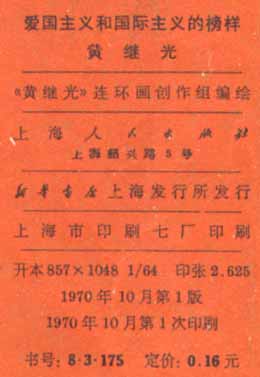 爱国主义和国际主义的榜样
黄继光
《黄继光》连环画创作组编绘
上海人民出版社
上海绍兴路5号
新华书店上海发行所发行
上海市印刷七厂印刷
开本857×1048 1/64 印张2.625
1970年10月第1版
1970年10月第1次印刷
书号：8·3·175 定价：0.16元